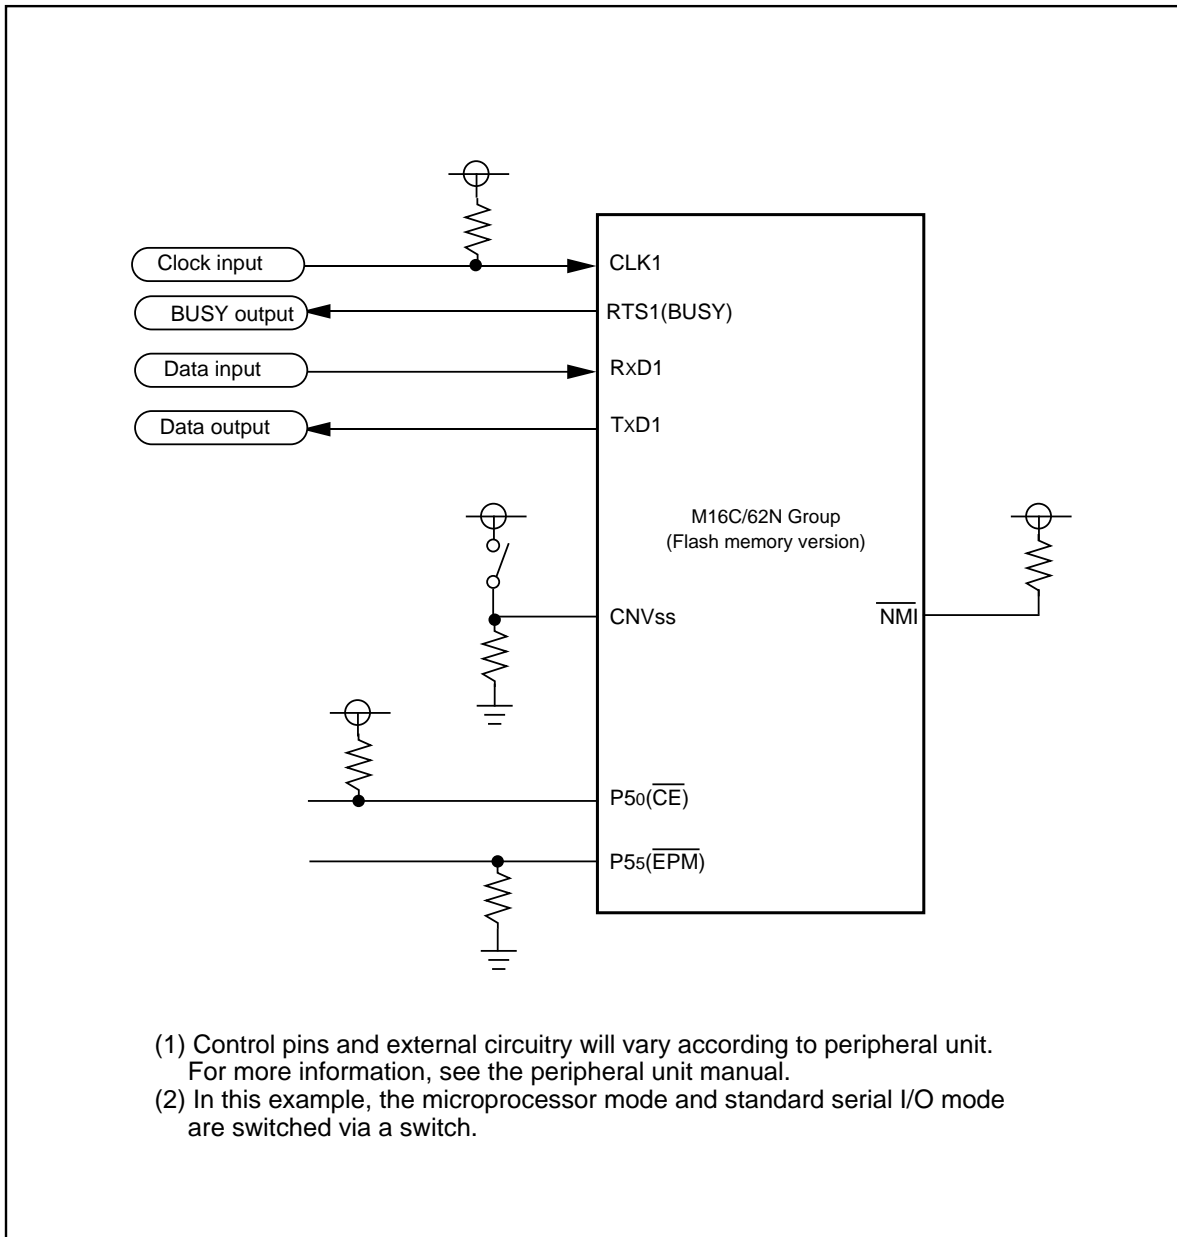 Clock input
CLK1
BUSY output
RTS1(BUSY)
Data input
RxD1
Data output
TxD1
M16C/62N Group
(Flash memory version)
CNVss
NMI
P50(CE)
P55(EPM)
(1) Control pins and external circuitry will vary according to peripheral unit.
For more information, see the peripheral unit manual.
(2) In this example, the microprocessor mode and standard serial I/O mode
are switched via a switch.